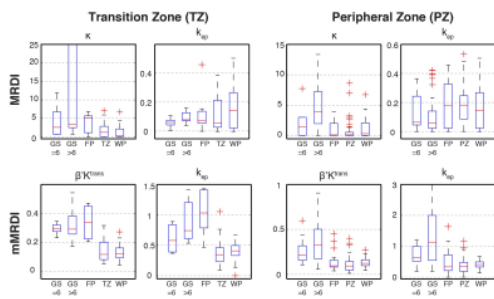 Transition Zone (TZ)
Peripheral Zone (PZ)
κ
k_ep
κ
k_ep
MRDI
25
20
15
10
5
0
0.4
0.2
0
15
10
5
0
0.6
0.4
0.2
0
GS =6 GS >6 FP TZ WP
GS =6 GS >6 FP TZ WP
GS =6 GS >6 FP PZ WP
GS =6 GS >6 FP PZ WP
β'K^trans
k_ep
β'K^trans
k_ep
mMRDI
0.4
0.2
0
1.5
1
0.5
0
1
0.5
0
3
2
1
0
GS =6 GS >6 FP TZ WP
GS =6 GS >6 FP TZ WP
GS =6 GS >6 FP PZ WP
GS =6 GS >6 FP PZ WP